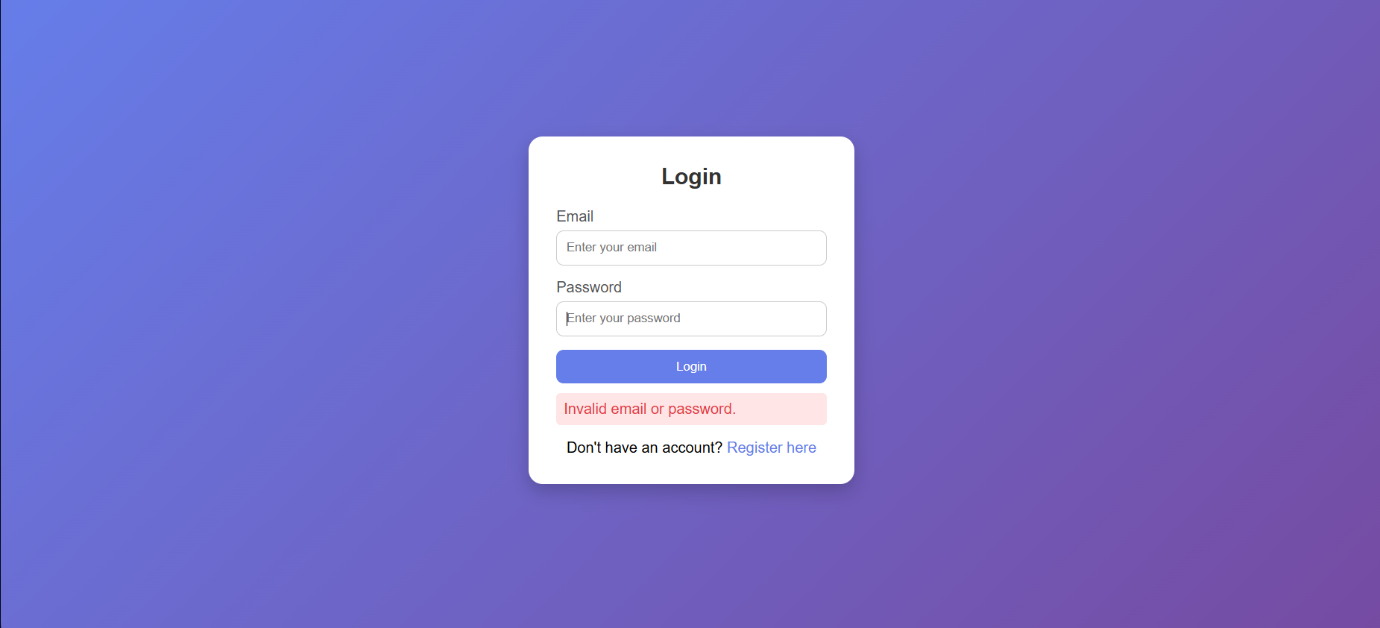 Login
Email
Enter your email
Password
Enter your password
Login
Invalid email or password.
Don't have an account? Register here